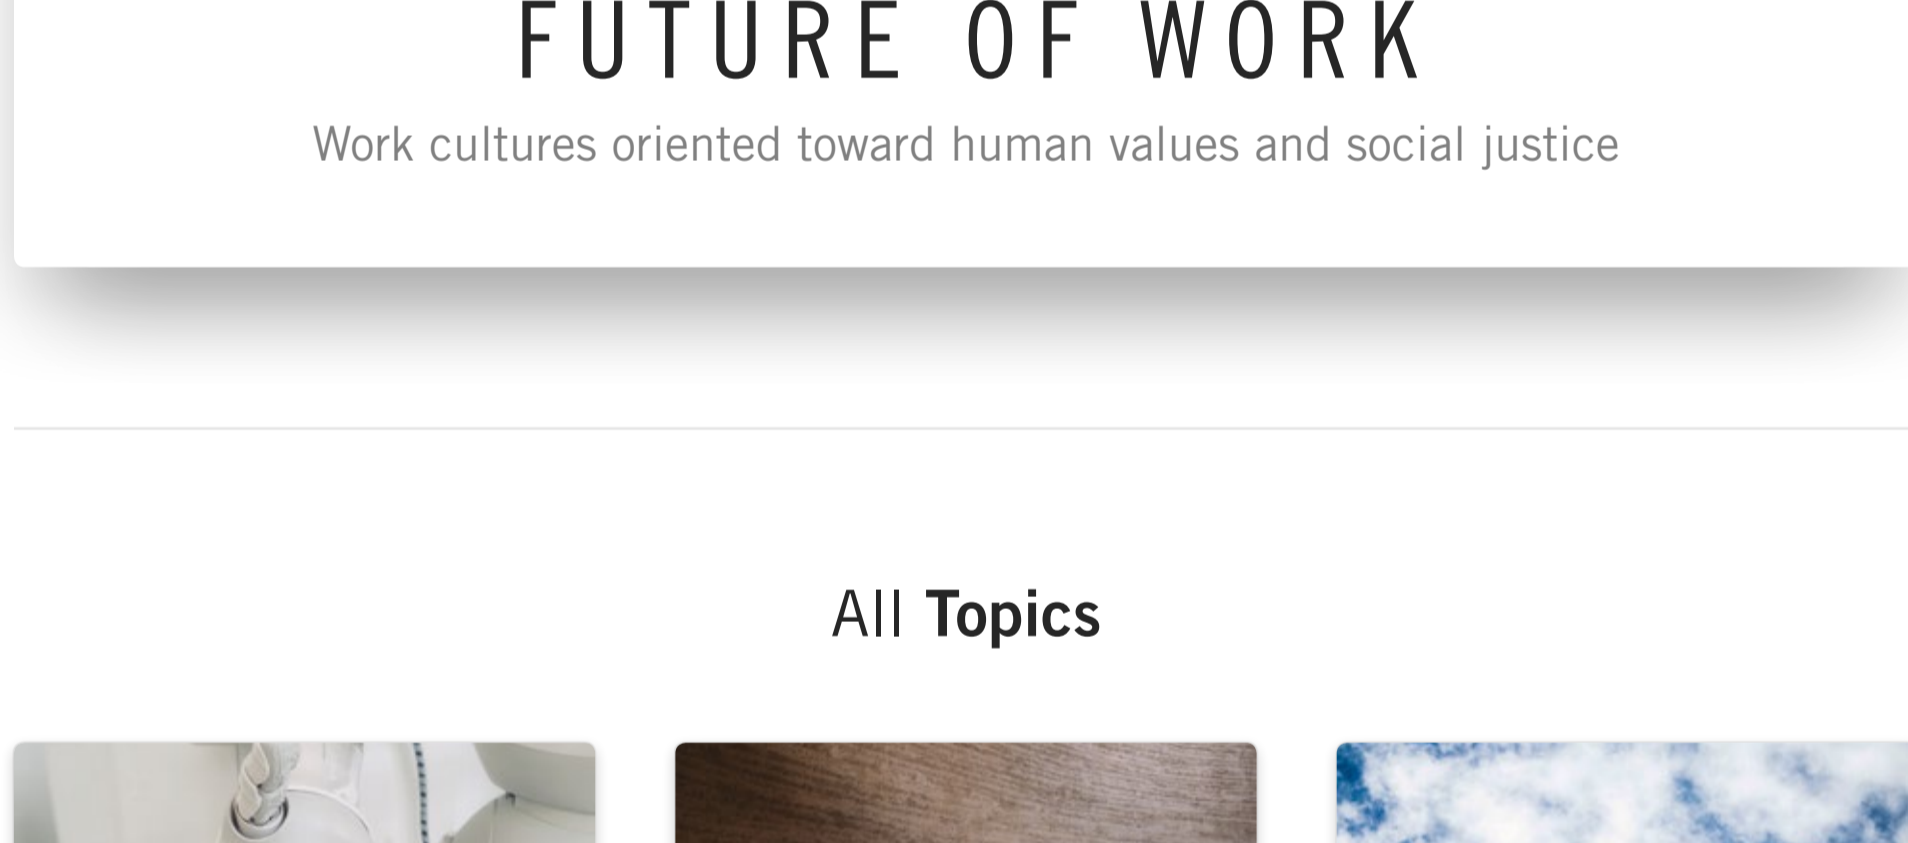 FUTURE OF WORK
Work cultures oriented toward human values and social justice
All Topics